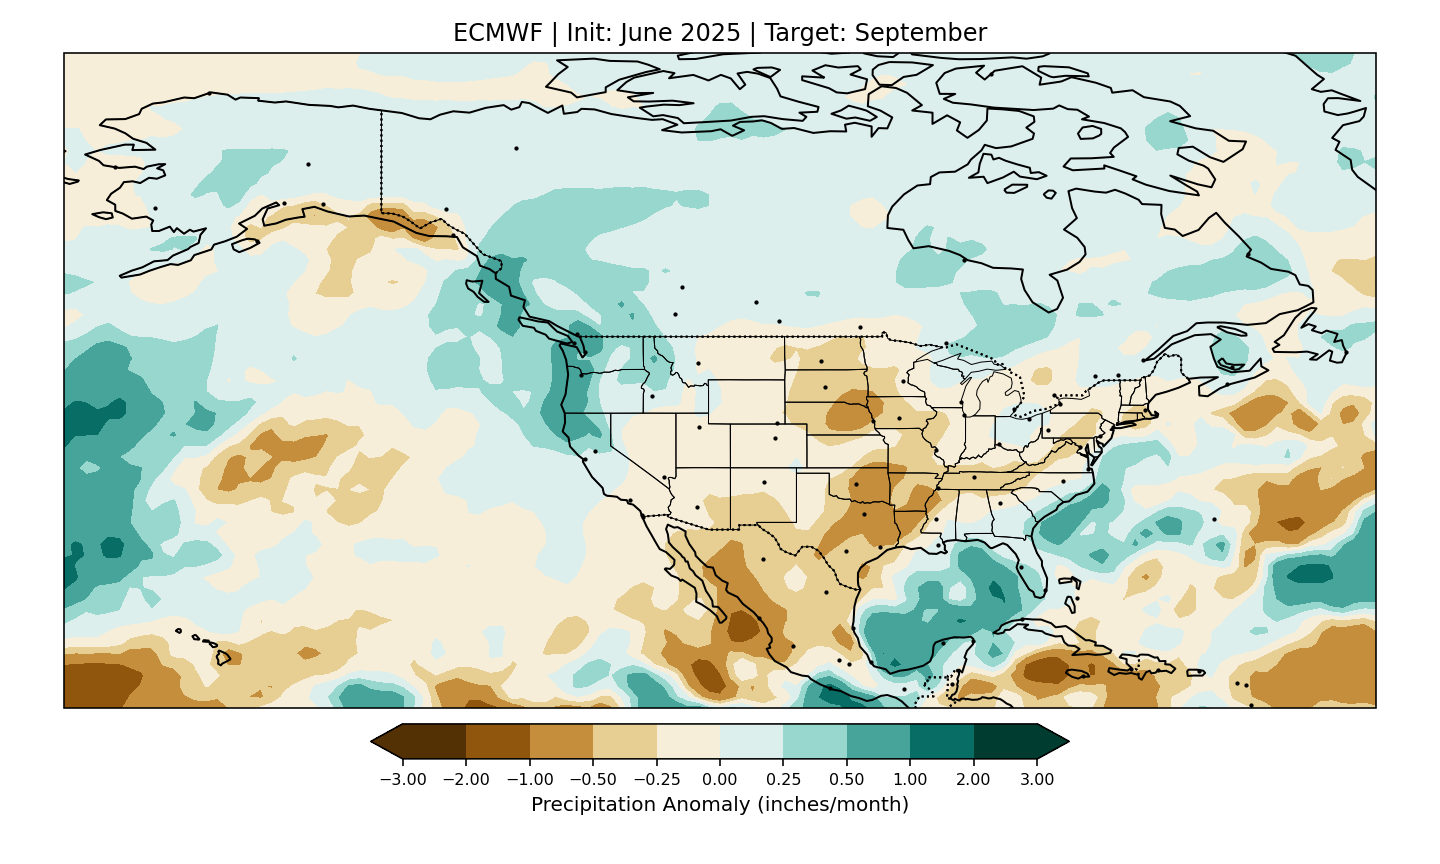 ECMWF | Init: June 2025 | Target: September
−3.00 −2.00 −1.00 −0.50 −0.25 0.00 0.25 0.50 1.00 2.00 3.00
Precipitation Anomaly (inches/month)